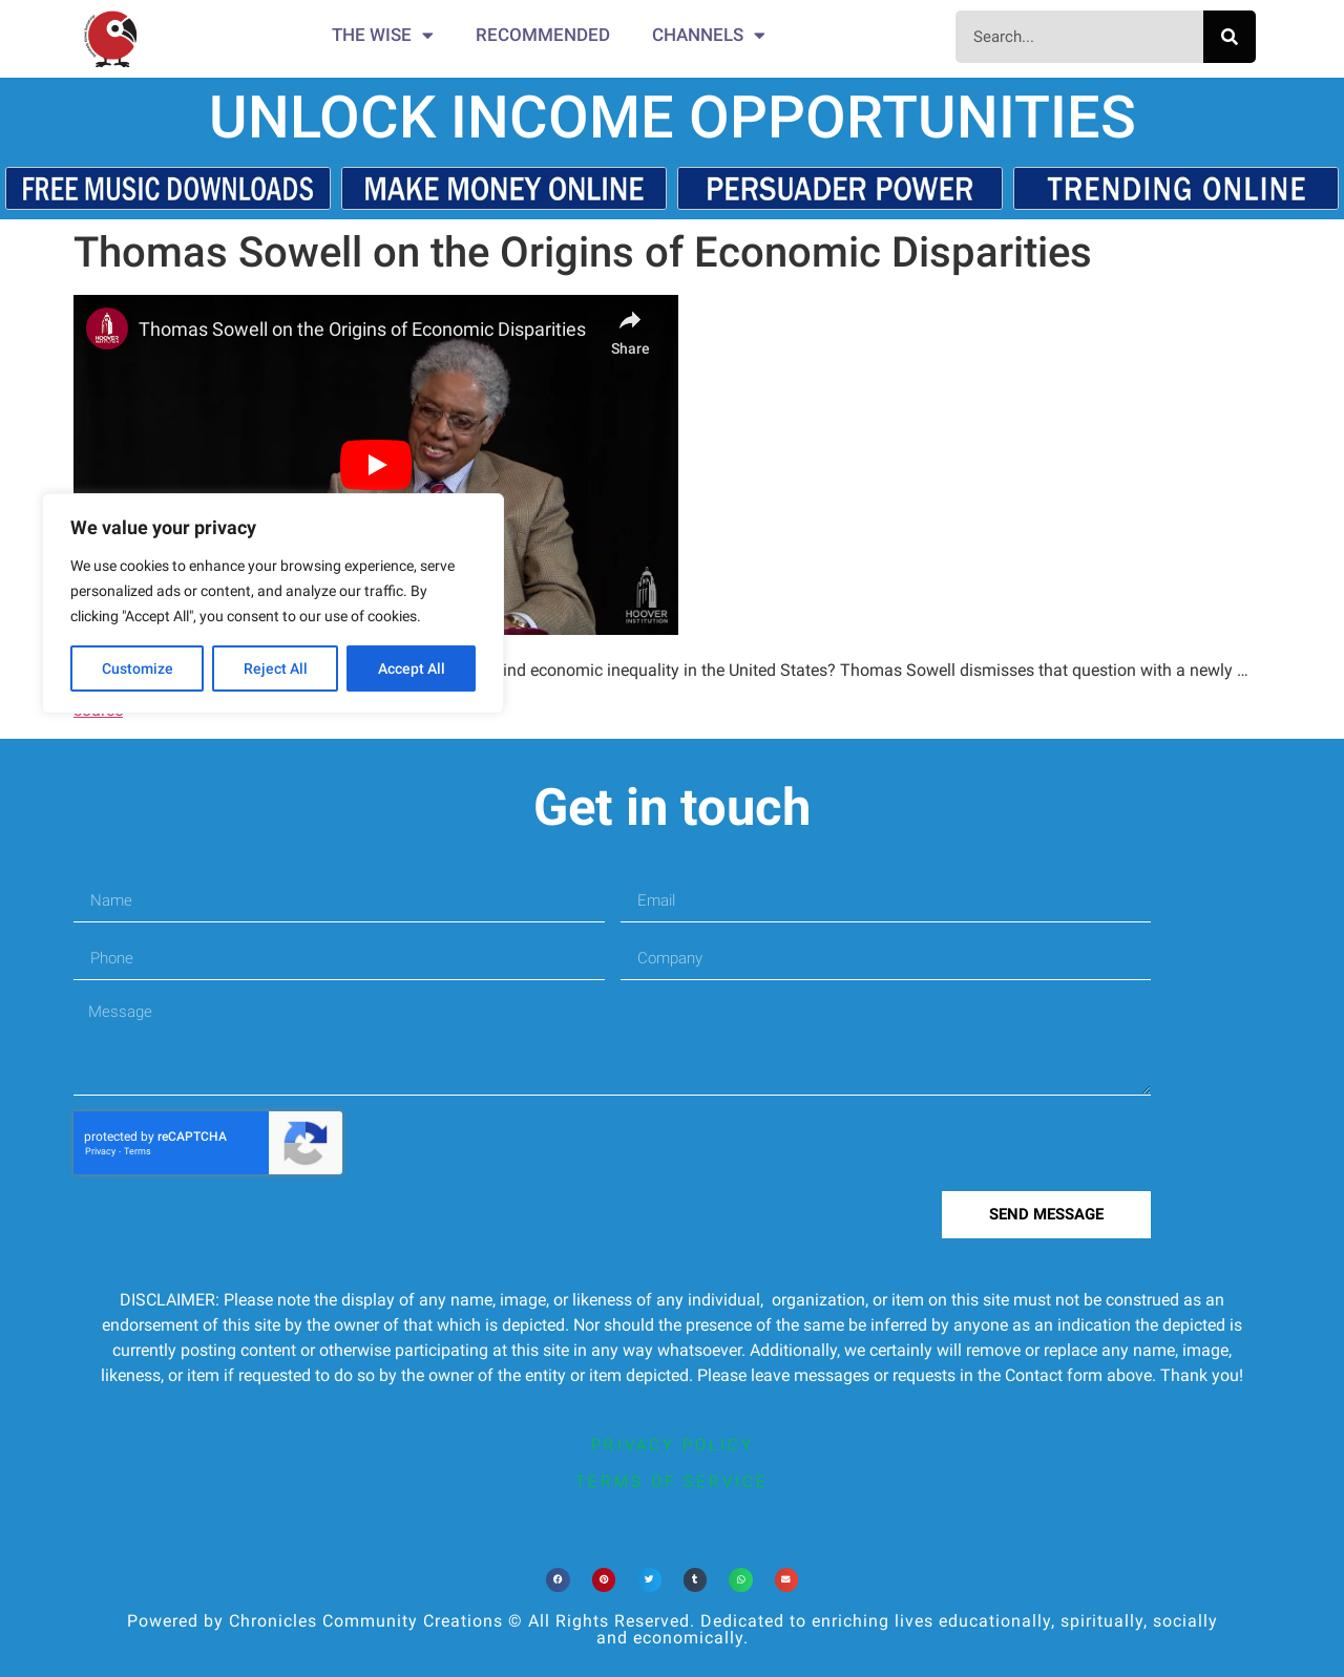 THE WISE
RECOMMENDED
CHANNELS
Search...
UNLOCK INCOME OPPORTUNITIES
FREE MUSIC DOWNLOADS
MAKE MONEY ONLINE
PERSUADER POWER
TRENDING ONLINE
Thomas Sowell on the Origins of Economic Disparities
HOOVER
INSTITUTION
Thomas Sowell on the Origins of Economic Disparities
Share
HOOVER
INSTITUTION
We value your privacy
We use cookies to enhance your browsing experience, serve
personalized ads or content, and analyze our traffic. By
clicking "Accept All", you consent to our use of cookies.
Customize
Reject All
Accept All
ind economic inequality in the United States? Thomas Sowell dismisses that question with a newly …
source
Get in touch
Name
Email
Phone
Company
Message
protected by reCAPTCHA
Privacy - Terms
SEND MESSAGE
DISCLAIMER: Please note the display of any name, image, or likeness of any individual,  organization, or item on this site must not be construed as an
endorsement of this site by the owner of that which is depicted. Nor should the presence of the same be inferred by anyone as an indication the depicted is
currently posting content or otherwise participating at this site in any way whatsoever. Additionally, we certainly will remove or replace any name, image,
likeness, or item if requested to do so by the owner of the entity or item depicted. Please leave messages or requests in the Contact form above. Thank you!
PRIVACY POLICY
TERMS OF SERVICE
Powered by Chronicles Community Creations © All Rights Reserved. Dedicated to enriching lives educationally, spiritually, socially
and economically.